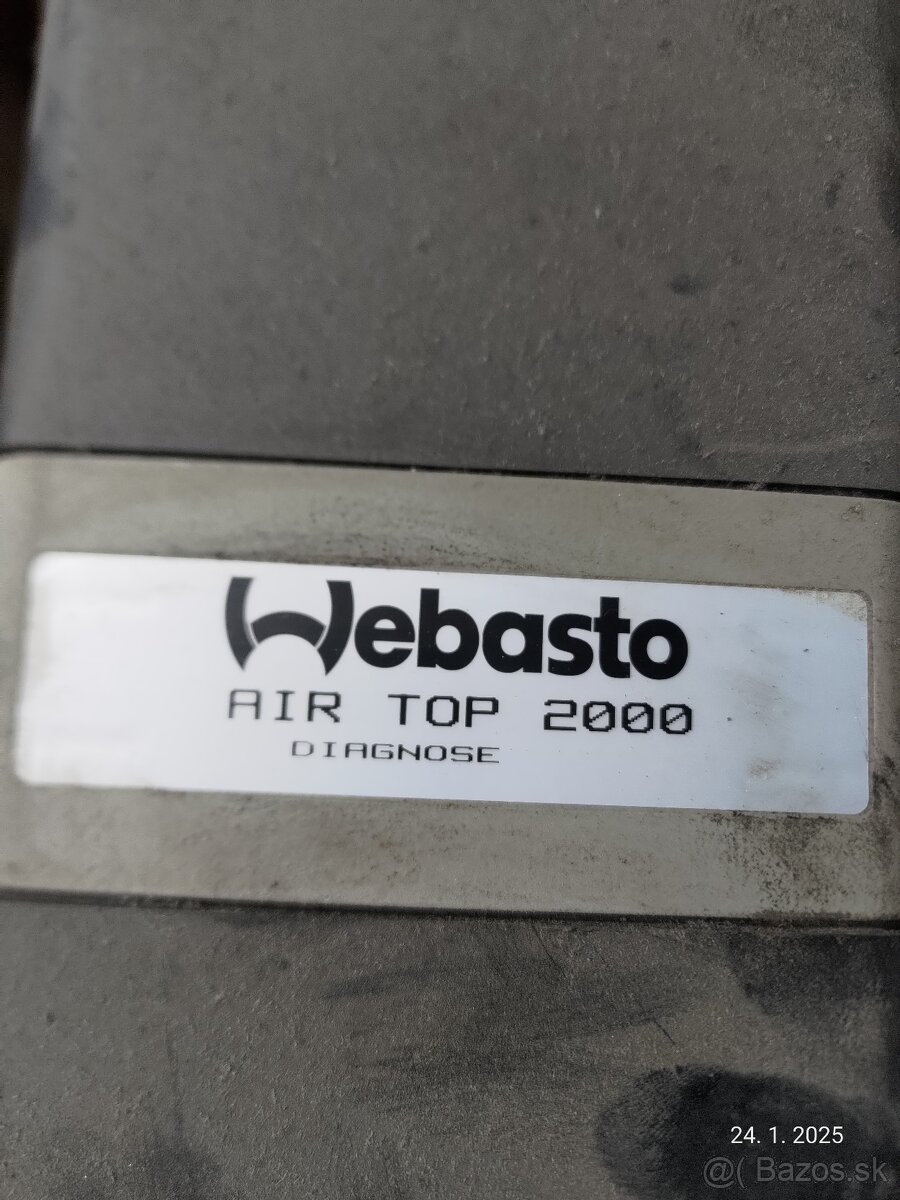 Webasto
AIR TOP 2000
DIAGNOSE
24. 1. 2025
@( Bazos.sk